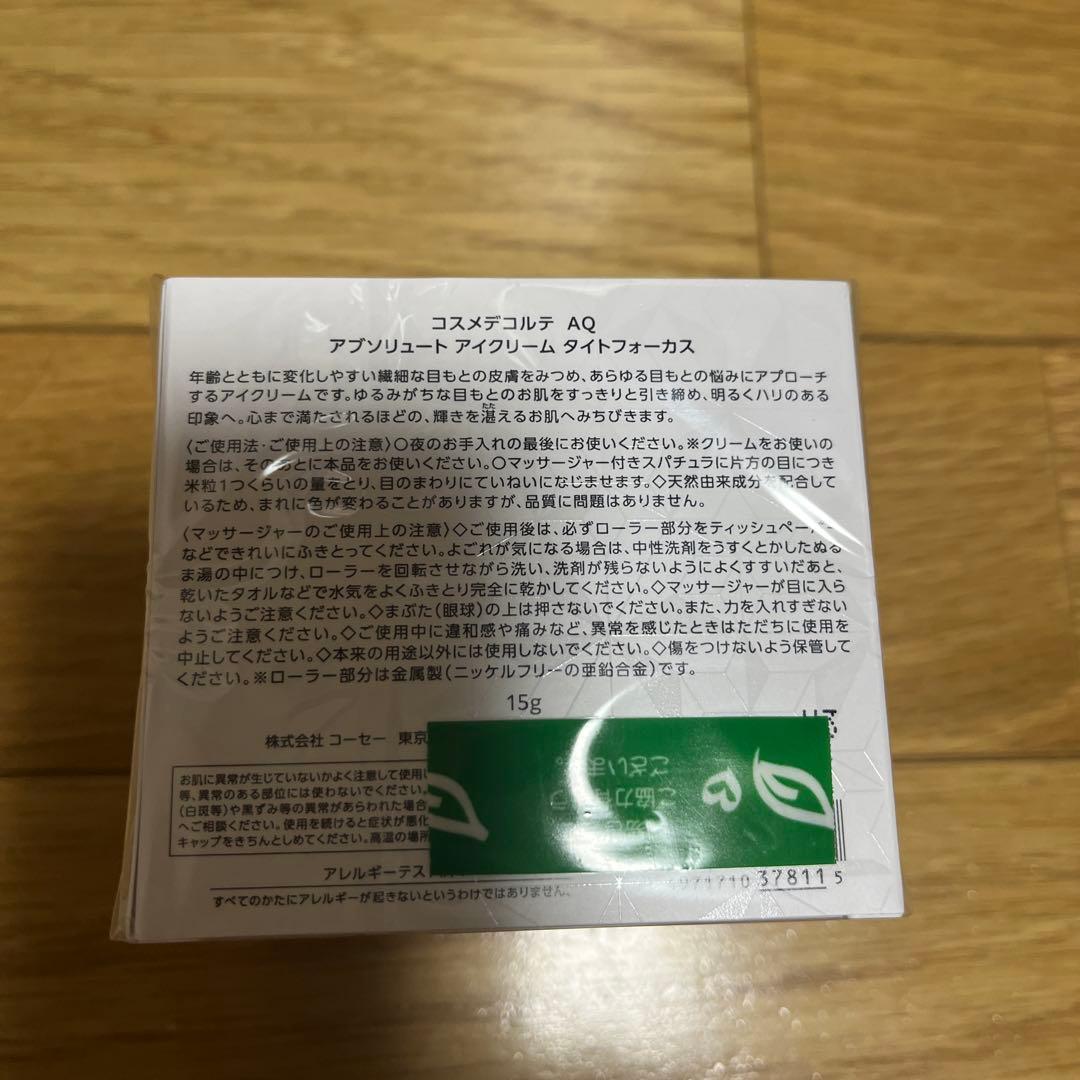 コスメデコルテ AQ
アブソリュート アイクリーム タイトフォーカス
年齢とともに変化しやすい繊細な目もとの皮膚をみつめ、あらゆる目もとの悩みにアプローチ
するアイクリームです。ゆるみがちな目もとのお肌をすっきりと引き締め、明るくハリのある
印象へ。心まで満たされるほどの、輝きを湛えるお肌へみちびきます。
〈ご使用法・ご使用上の注意〉○夜のお手入れの最後にお使いください。※クリームをお使いの
場合は、そのあとに本品をお使いください。○マッサージャー付きスパチュラに片方の目につき
米粒1つくらいの量をとり、目のまわりにていねいになじませます。◇天然由来成分を配合して
いるため、まれに色が変わることがありますが、品質に問題はありません。
〈マッサージャーのご使用上の注意〉◇ご使用後は、必ずローラー部分をティッシュペーパー
などできれいにふきとってください。よごれが気になる場合は、中性洗剤をうすくとかしたぬる
ま湯の中につけ、ローラーを回転させながら洗い、洗剤が残らないようによくすすいだあと、
乾いたタオルなどで水気をよくふきとり完全に乾かしてください。◇マッサージャーが目に入ら
ないようご注意ください。◇まぶた(眼球)の上は押さないでください。また、力を入れすぎない
ようご注意ください。◇ご使用中に違和感や痛みなど、異常を感じたときはただちに使用を
中止してください。◇本来の用途以外には使用しないでください。◇傷をつけないよう保管して
ください。※ローラー部分は金属製(ニッケルフリーの亜鉛合金)です。
15g
株式会社 コーセー 東京
お肌に異常が生じていないかよく注意して使用
等、異常のある部位には使わないでください。
(白斑等)や黒ずみ等の異常があらわれた場合
へご相談ください。使用を続けると症状が悪化
キャップをきちんとしめてください。高温の場所
ご協力
ございます。
アレルギーテス
すべてのかたにアレルギーが起きないというわけではありません。
971710 378115